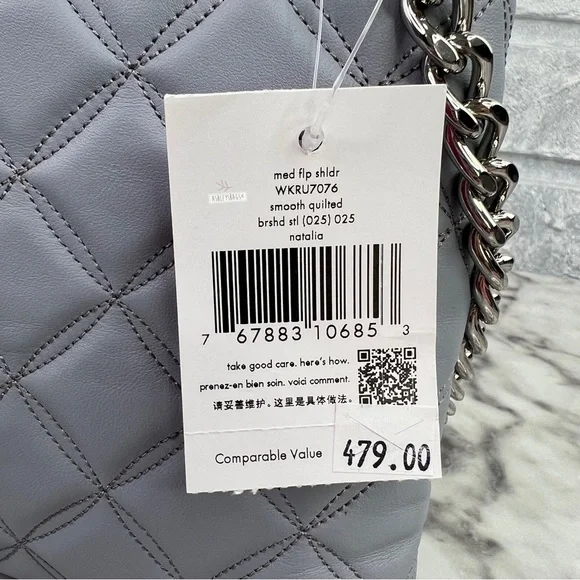 med flp shldr
WKRU7076
smooth quilted
brshd stl (025) 025
natalia
7 67883 10685 3
take good care. here's how.
prenez-en bien soin. voici comment.
请妥善维护。这里是具体做法。
Comparable Value 479.00